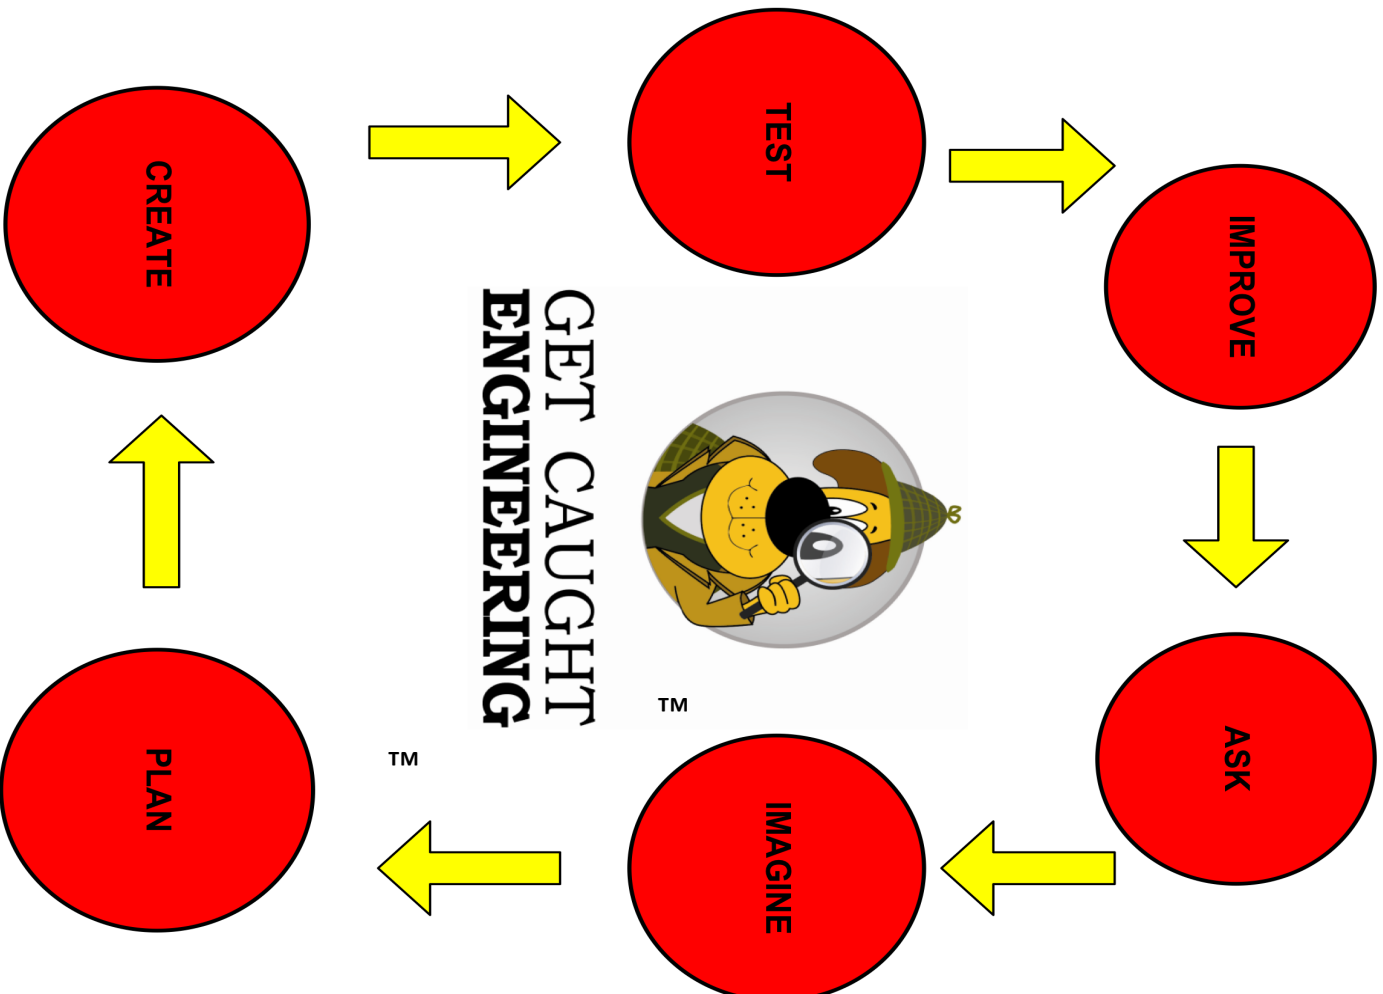 IMPROVE
ASK
TEST
IMAGINE
TM
GET CAUGHT
ENGINEERING
TM
CREATE
PLAN